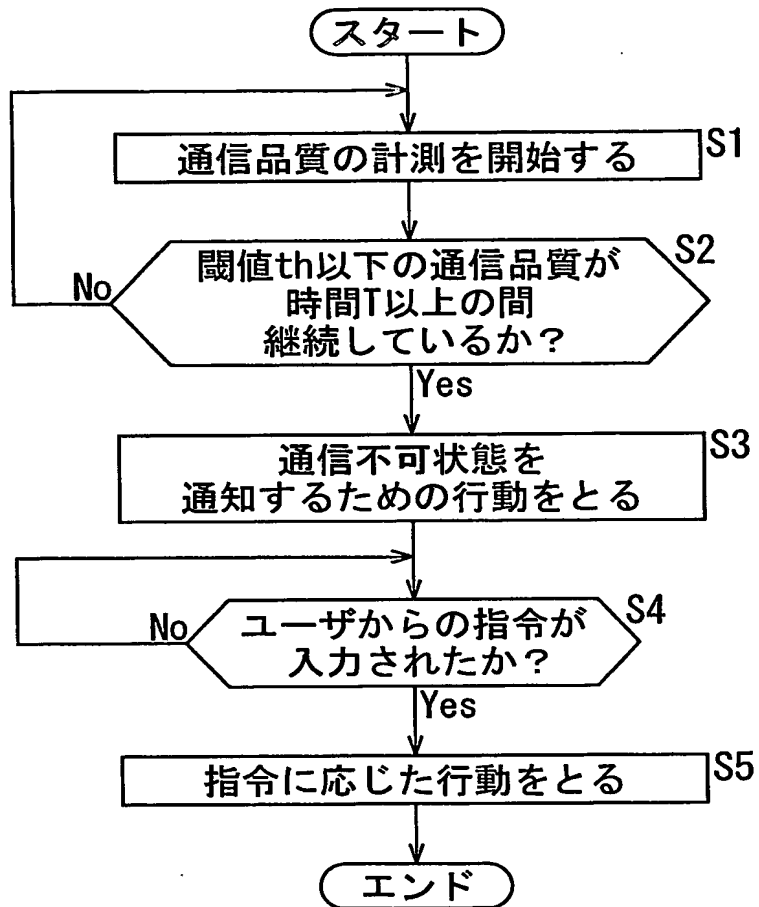 スタート
通信品質の計測を開始する
S1
閾値th以下の通信品質が
時間T以上の間
継続しているか？
S2
No
Yes
通信不可状態を
通知するための行動をとる
S3
ユーザからの指令が
入力されたか？
S4
No
Yes
指令に応じた行動をとる
S5
エンド